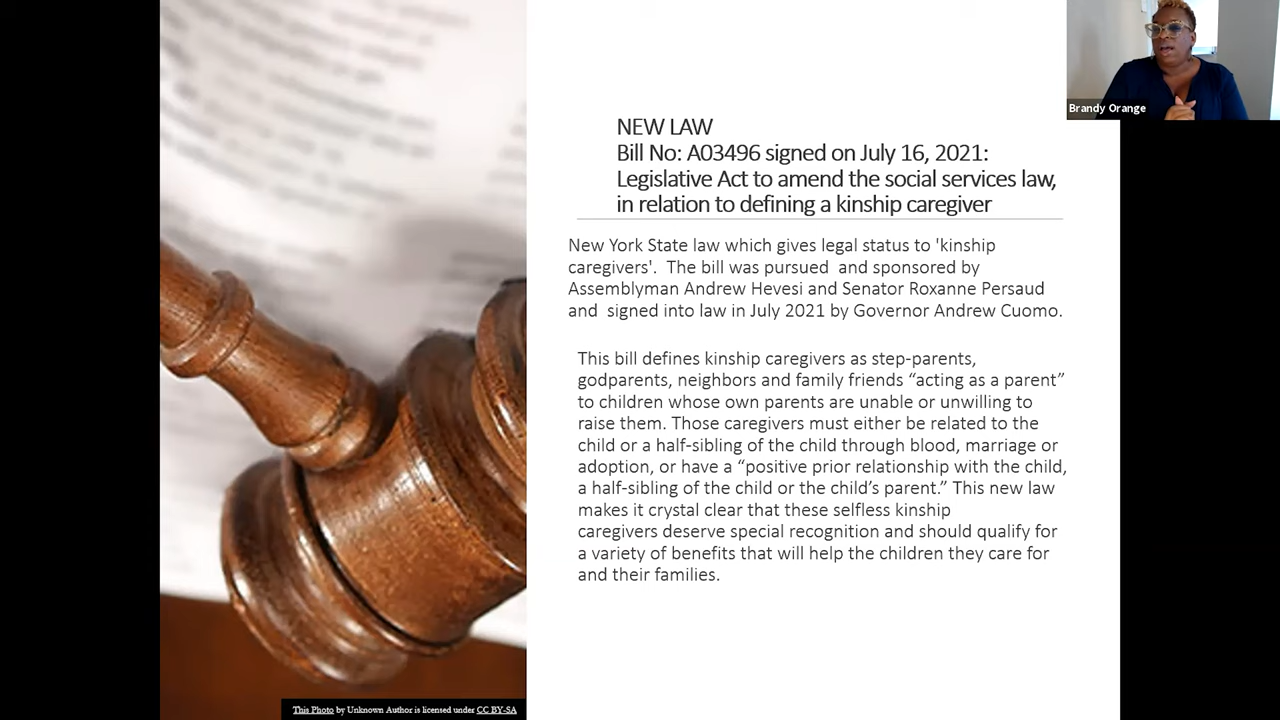 Brandy Orange
NEW LAW
Bill No: A03496 signed on July 16, 2021:
Legislative Act to amend the social services law,
in relation to defining a kinship caregiver
New York State law which gives legal status to 'kinship
caregivers'. The bill was pursued and sponsored by
Assemblyman Andrew Hevesi and Senator Roxanne Persaud
and signed into law in July 2021 by Governor Andrew Cuomo.
This bill defines kinship caregivers as step-parents,
godparents, neighbors and family friends “acting as a parent”
to children whose own parents are unable or unwilling to
raise them. Those caregivers must either be related to the
child or a half-sibling of the child through blood, marriage or
adoption, or have a “positive prior relationship with the child,
a half-sibling of the child or the child’s parent.” This new law
makes it crystal clear that these selfless kinship
caregivers deserve special recognition and should qualify for
a variety of benefits that will help the children they care for
and their families.
This Photo by Unknown Author is licensed under CC BY-SA